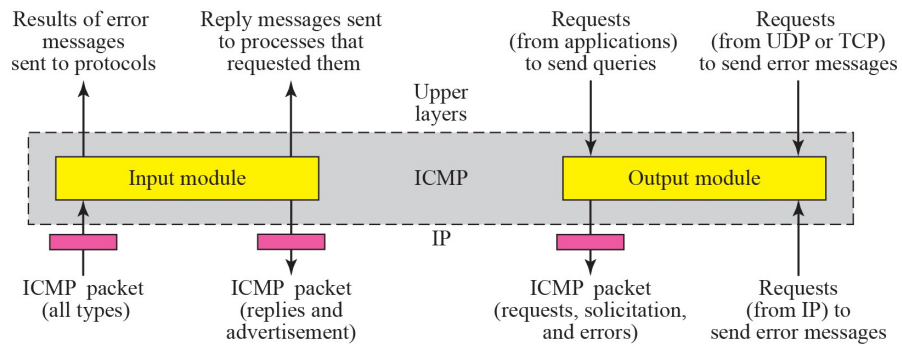 Results of error
messages
sent to protocols
Reply messages sent
to processes that
requested them
Requests
(from applications)
to send queries
Requests
(from UDP or TCP)
to send error messages
Upper
layers
Input module
ICMP
Output module
IP
ICMP packet
(all types)
ICMP packet
(replies and
advertisement)
ICMP packet
(requests, solicitation,
and errors)
Requests
(from IP) to
send error messages